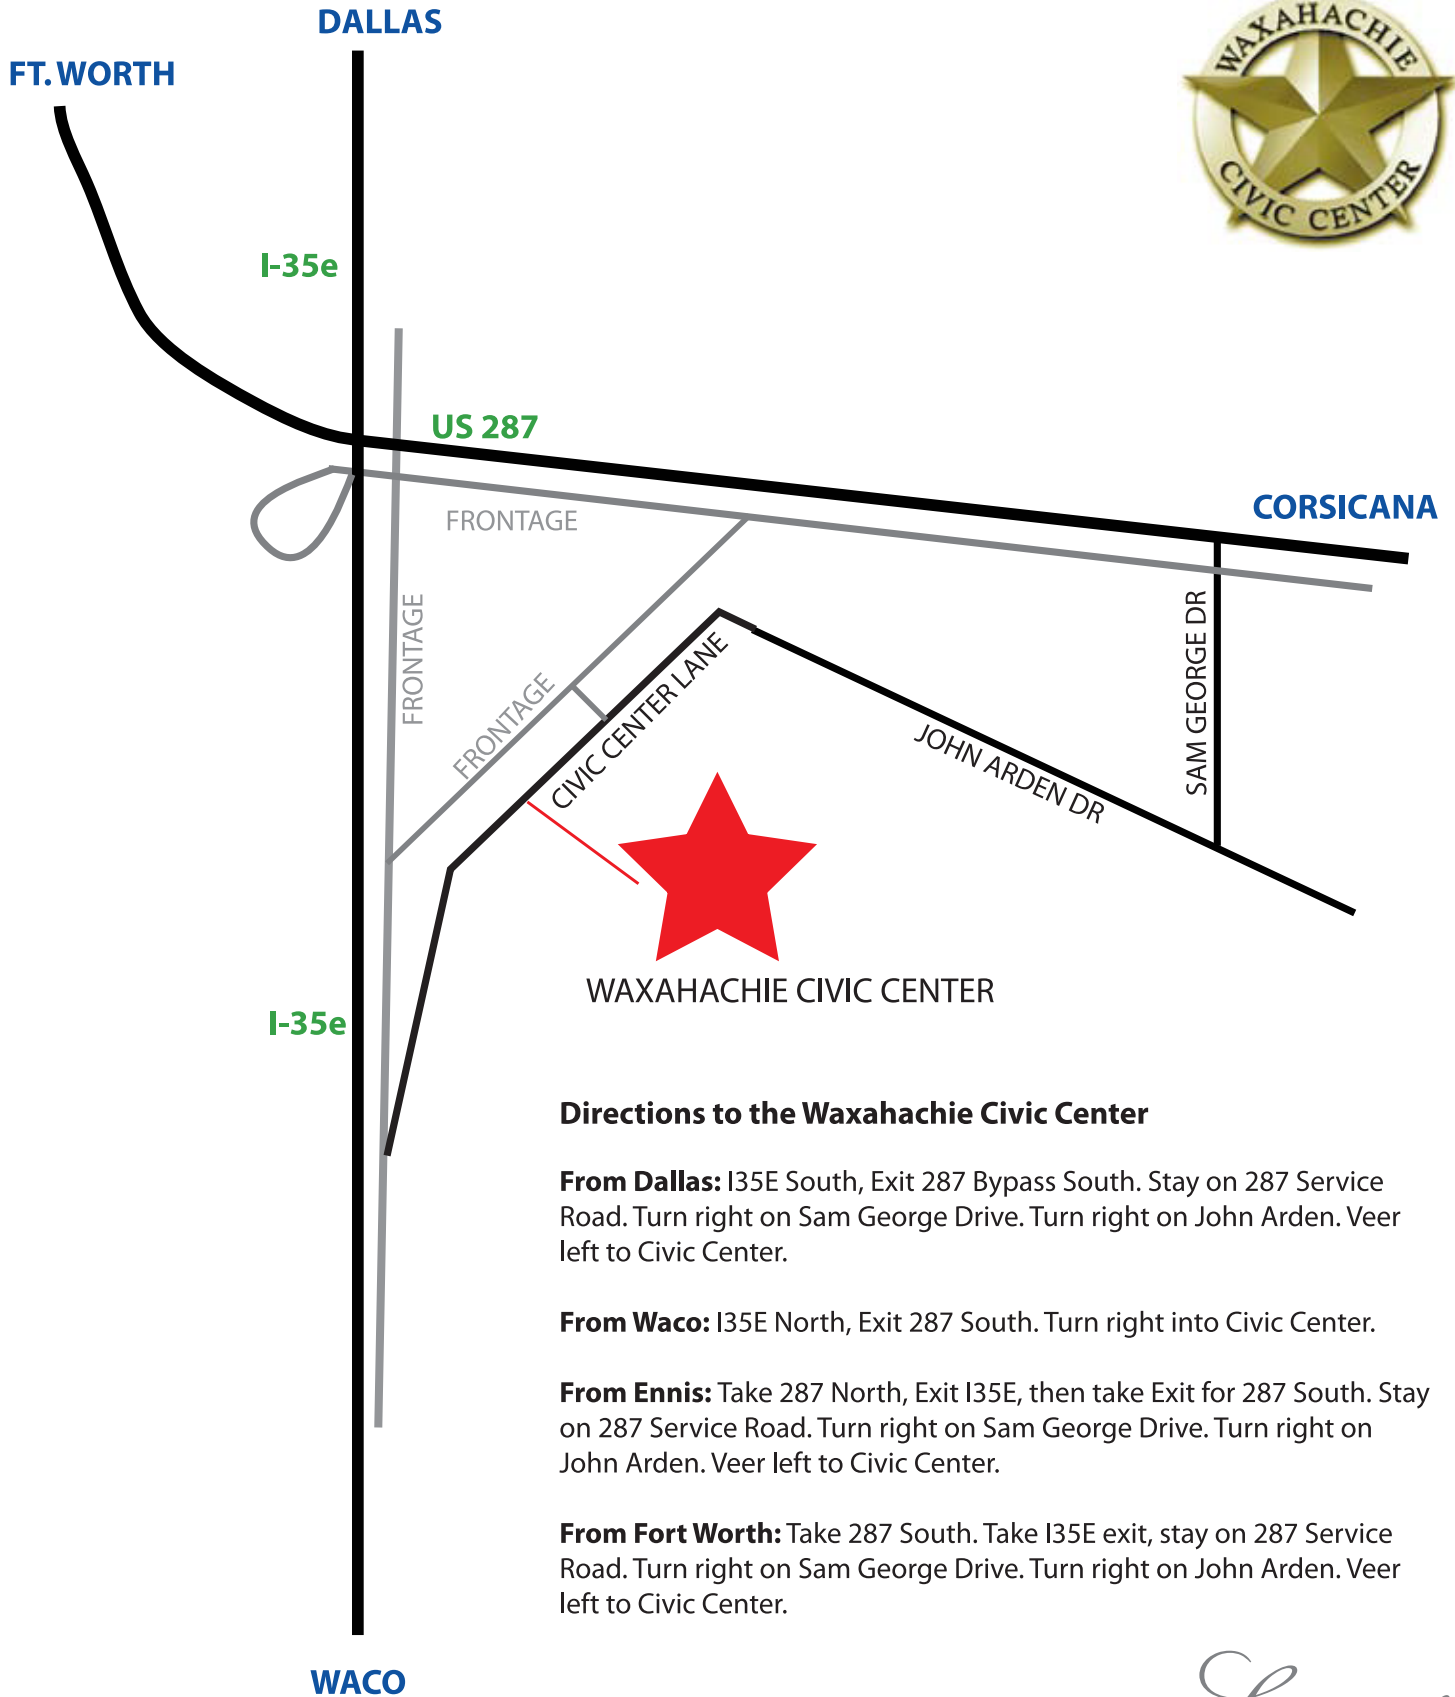 DALLAS
FT. WORTH
WAXAHACHIE
CIVIC CENTER
I-35e
US 287
CORSICANA
FRONTAGE
FRONTAGE
FRONTAGE
CIVIC CENTER LANE
JOHN ARDEN DR
SAM GEORGE DR
WAXAHACHIE CIVIC CENTER
I-35e
Directions to the Waxahachie Civic Center
From Dallas: I35E South, Exit 287 Bypass South. Stay on 287 Service
Road. Turn right on Sam George Drive. Turn right on John Arden. Veer
left to Civic Center.
From Waco: I35E North, Exit 287 South. Turn right into Civic Center.
From Ennis: Take 287 North, Exit I35E, then take Exit for 287 South. Stay
on 287 Service Road. Turn right on Sam George Drive. Turn right on
John Arden. Veer left to Civic Center.
From Fort Worth: Take 287 South. Take I35E exit, stay on 287 Service
Road. Turn right on Sam George Drive. Turn right on John Arden. Veer
left to Civic Center.
WACO